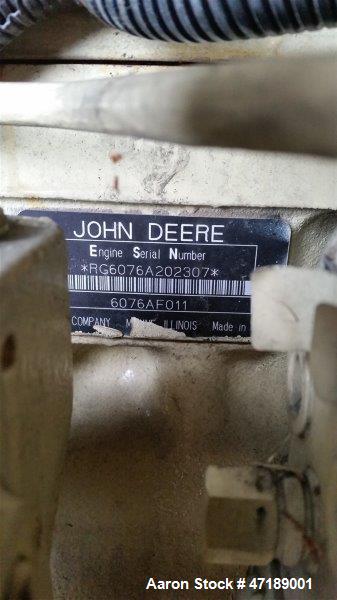 JOHN DEERE
Engine Serial Number
*RG6076A202307*
6076AF011
COMPANY ILLINOIS Made in
Aaron Stock # 47189001